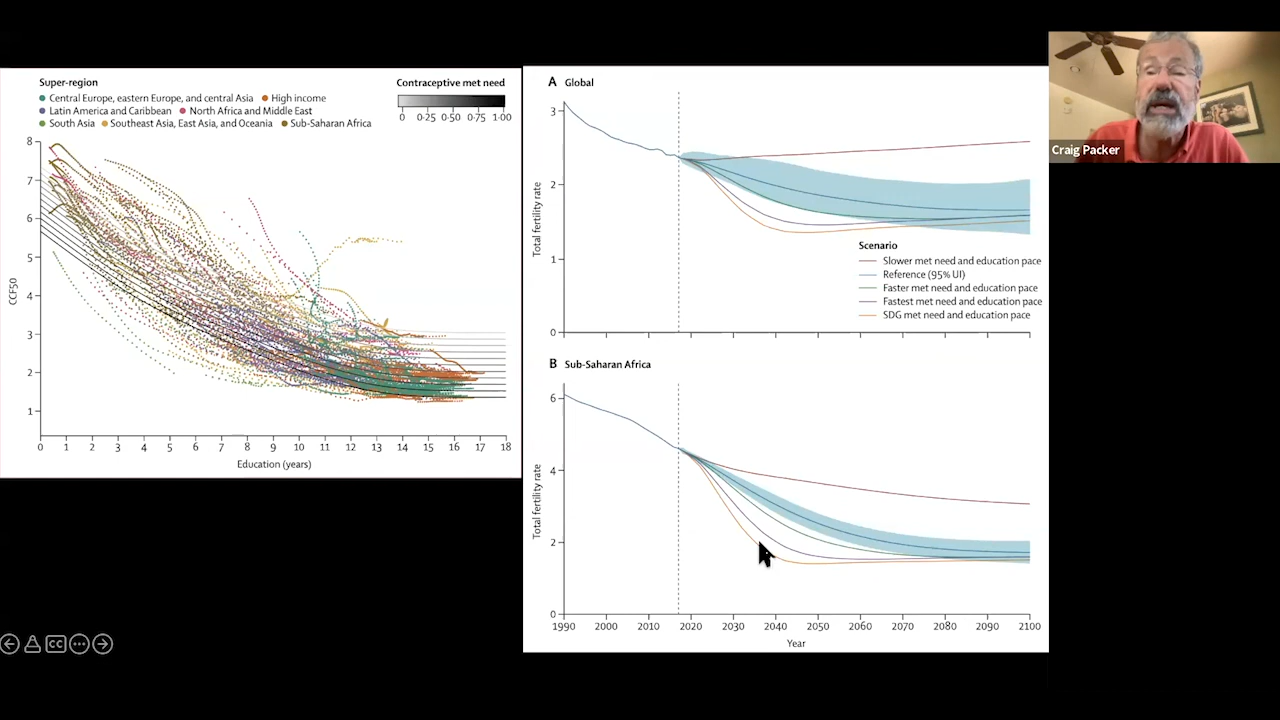 Super-region
Contraceptive met need
Central Europe, eastern Europe, and central Asia
High income
Latin America and Caribbean
North Africa and Middle East
South Asia
Southeast Asia, East Asia, and Oceania
Sub-Saharan Africa
0 0·25 0·50 0·75 1·00
8
7
6
5
4
3
2
1
CCF50
0 1 2 3 4 5 6 7 8 9 10 11 12 13 14 15 16 17 18
Education (years)
A Global
3
2
1
0
Total fertility rate
Scenario
Slower met need and education pace
Reference (95% UI)
Faster met need and education pace
Fastest met need and education pace
SDG met need and education pace
B Sub-Saharan Africa
6
4
2
0
Total fertility rate
1990 2000 2010 2020 2030 2040 2050 2060 2070 2080 2090 2100
Year
Craig Packer
CC